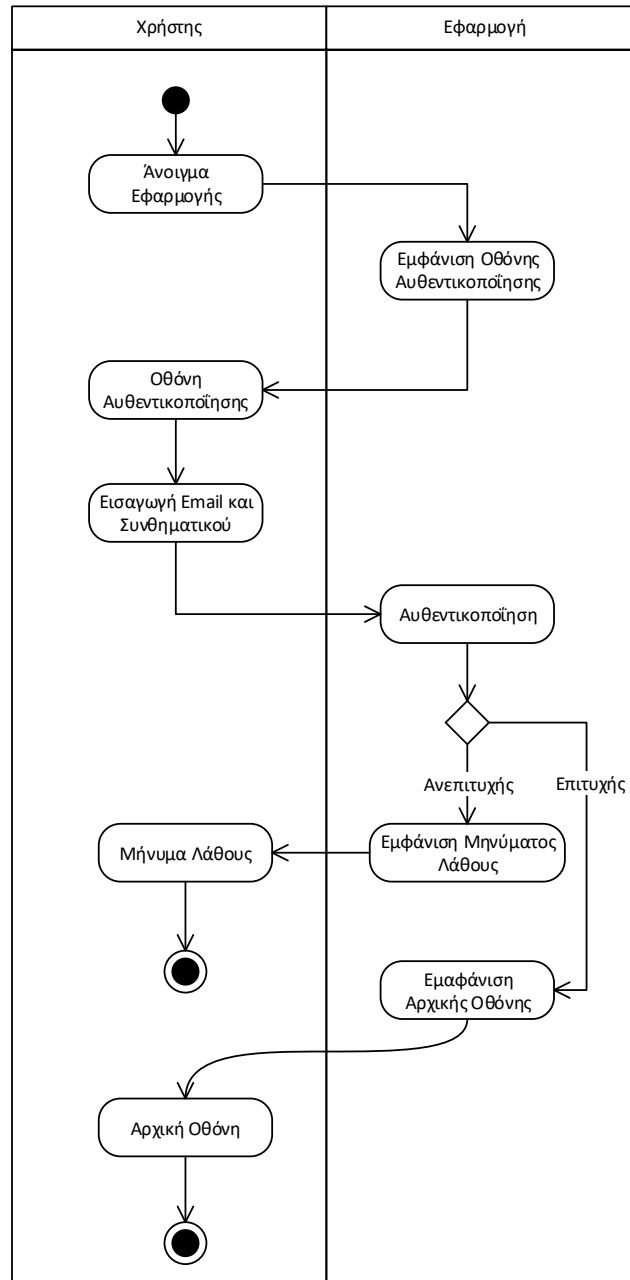 Χρήστης
Εφαρμογή
Άνοιγμα
Εφαρμογής
Εμφάνιση Οθόνης
Αυθεντικοποΐησης
Οθόνη
Αυθεντικοποΐησης
Εισαγωγή Email και
Συνθηματικού
Αυθεντικοποΐηση
Ανεπιτυχής
Επιτυχής
Μήνυμα Λάθους
Εμφάνιση Μηνύματος
Λάθους
Εμαφάνιση
Αρχικής Οθόνης
Αρχική Οθόνη